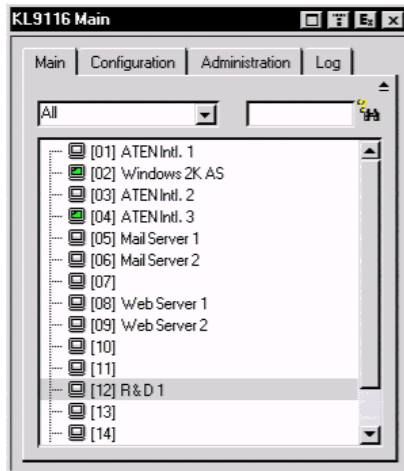 KL9116 Main
Main Configuration Administration Log
All
[01] ATEN Intl. 1
[02] Windows 2K AS
[03] ATEN Intl. 2
[04] ATEN Intl. 3
[05] Mail Server 1
[06] Mail Server 2
[07]
[08] Web Server 1
[09] Web Server 2
[10]
[11]
[12] R&D 1
[13]
[14]